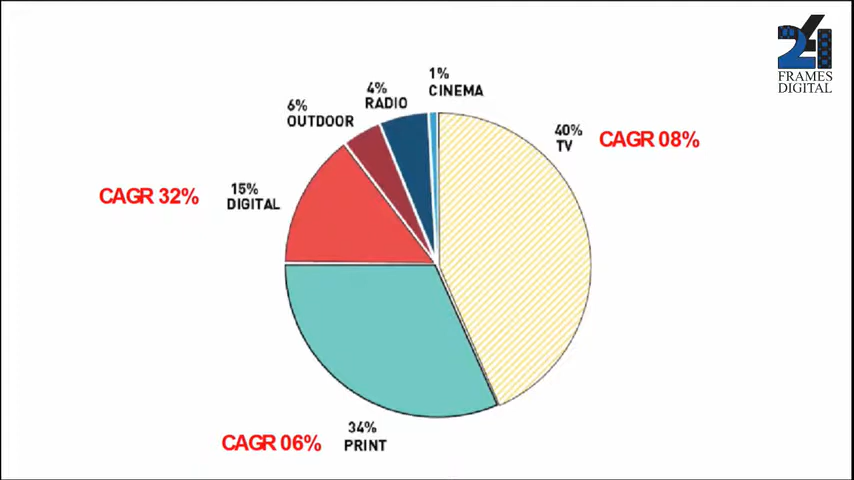 24
FRAMES
DIGITAL
1%
CINEMA
4%
RADIO
6%
OUTDOOR
40%
TV
CAGR 08%
CAGR 32%
15%
DIGITAL
34%
PRINT
CAGR 06%